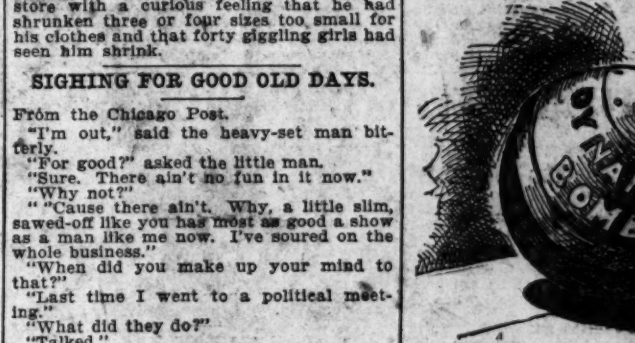 store with a curious feeling that he had
shrunken three or four sizes too small for
his clothes and that forty giggling girls had
seen him shrink.
SIGHING FOR GOOD OLD DAYS.
From the Chicago Post.
"I'm out," said the heavy-set man bit-
terly.
"For good?" asked the little man.
"Sure. There ain't no fun in it now."
"Why not?"
" "Cause there ain't. Why, a little slim,
sawed-off like you has most as good a show
as a man like me now. I've soured on the
whole business."
"When did you make up your mind to
that?"
"Last time I went to a political meet-
ing."
"What did they do?"
"Talked."
DYNA
BOMB